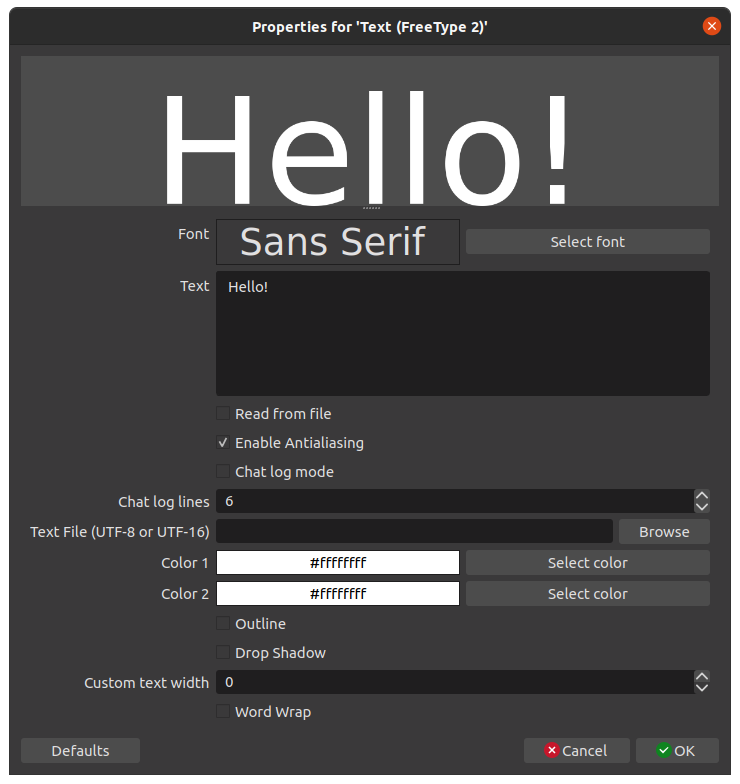 Properties for 'Text (FreeType 2)'
Hello!
Font Sans Serif Select font
Text Hello!
Read from file
Enable Antialiasing
Chat log mode
Chat log lines 6
Text File (UTF-8 or UTF-16) Browse
Color 1 #ffffffff Select color
Color 2 #ffffffff Select color
Outline
Drop Shadow
Custom text width 0
Word Wrap
Defaults Cancel OK